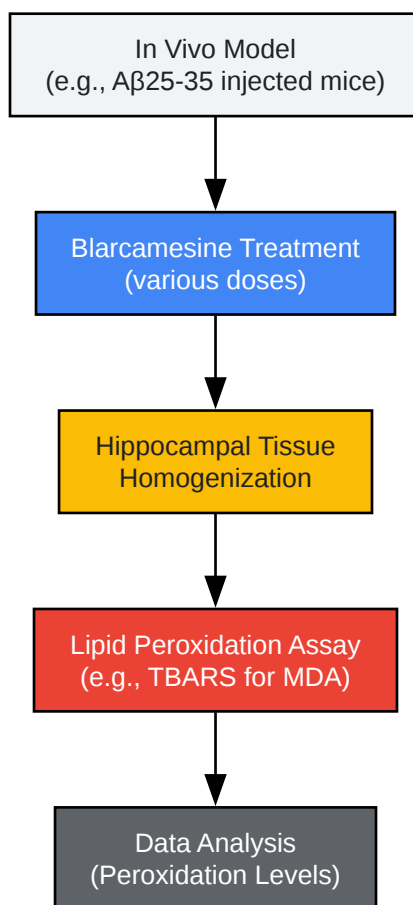 In Vivo Model
(e.g., Aβ25-35 injected mice)
Blarcamesine Treatment
(various doses)
Hippocampal Tissue
Homogenization
Lipid Peroxidation Assay
(e.g., TBARS for MDA)
Data Analysis
(Peroxidation Levels)